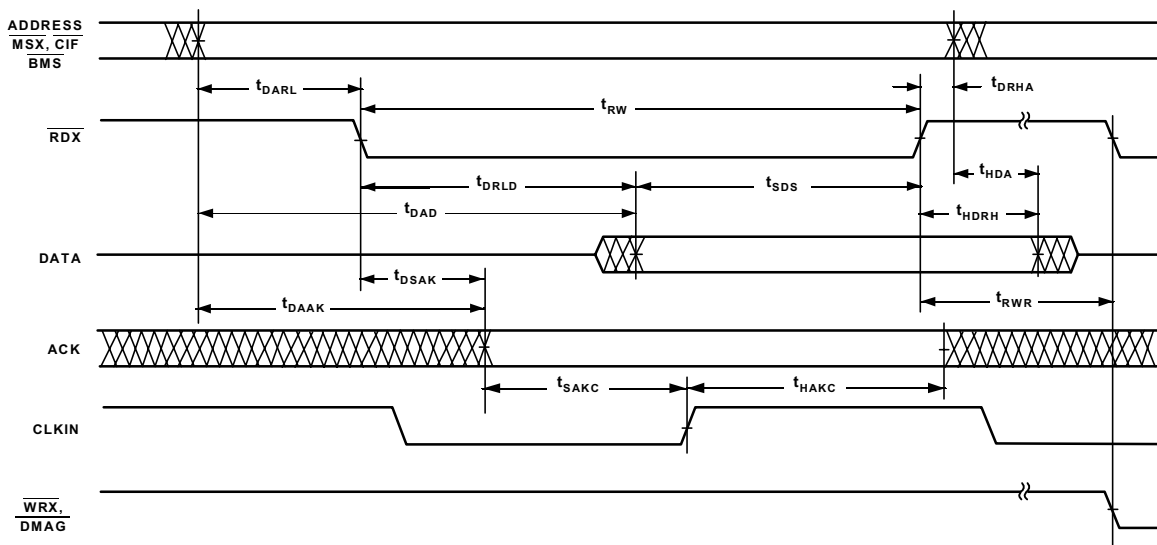 ADDRESS
MSX, CIF
BMS
tDARL
tDRHA
tRW
RDX
tHDA
tDRLD
tSDS
tDAD
tHDRH
DATA
tDSAK
tDAAK
tRWR
ACK
tSAKC
tHAKC
CLKIN
WRX,
DMAG